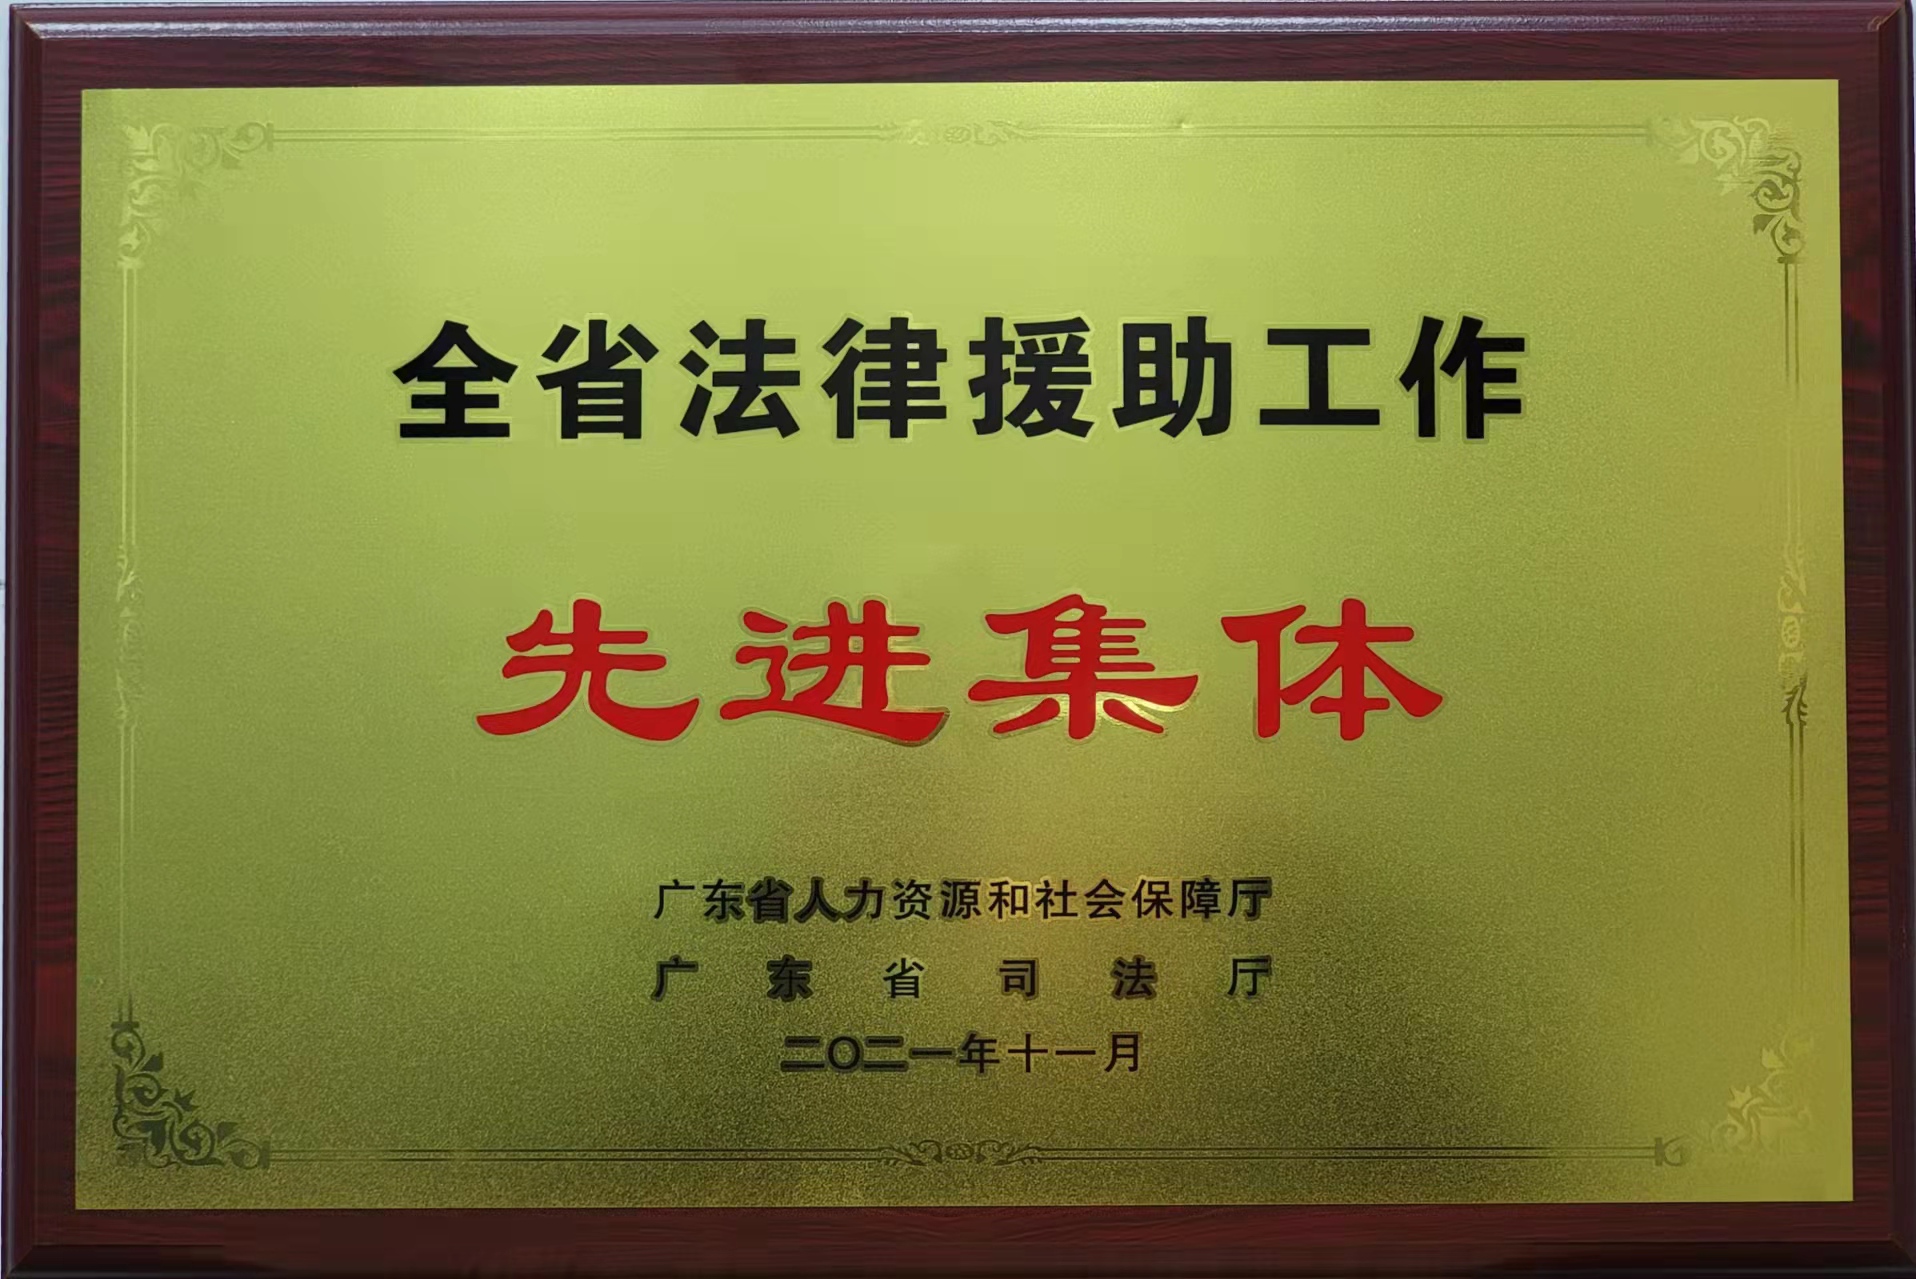 全省法律援助工作
先进集体
广东省人力资源和社会保障厅
广东省司法厅
二〇二一年十一月